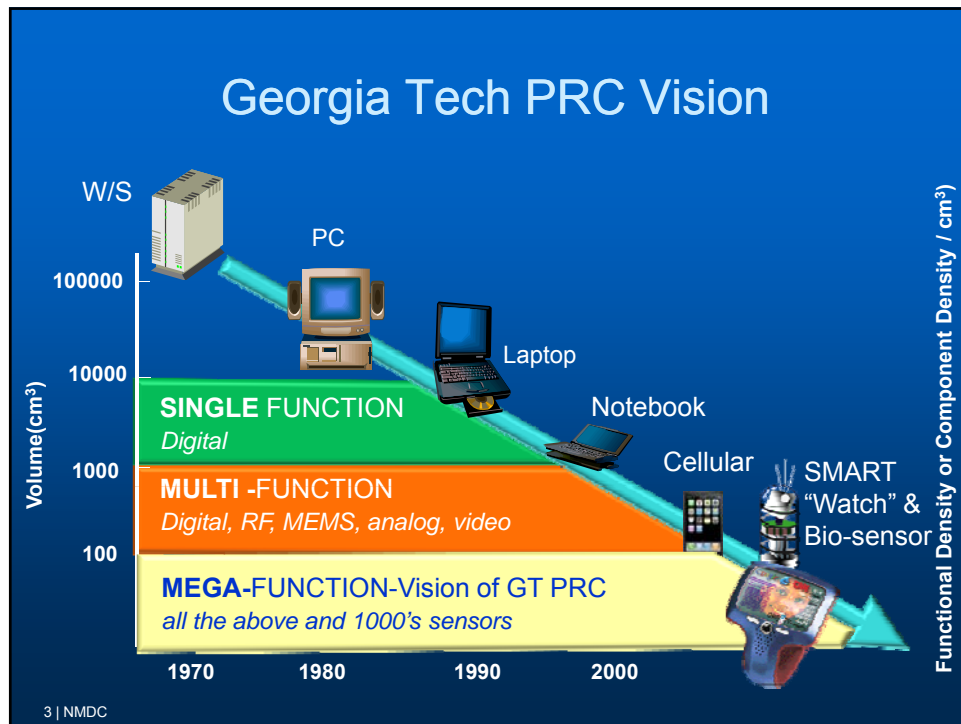 Georgia Tech PRC Vision
W/S
PC
Laptop
Notebook
Cellular
SMART
“Watch” &
Bio-sensor
Volume(cm³)
100000
10000
1000
100
SINGLE FUNCTION
Digital
MULTI -FUNCTION
Digital, RF, MEMS, analog, video
MEGA-FUNCTION-Vision of GT PRC
all the above and 1000's sensors
1970
1980
1990
2000
Functional Density or Component Density / cm³
3 | NMDC